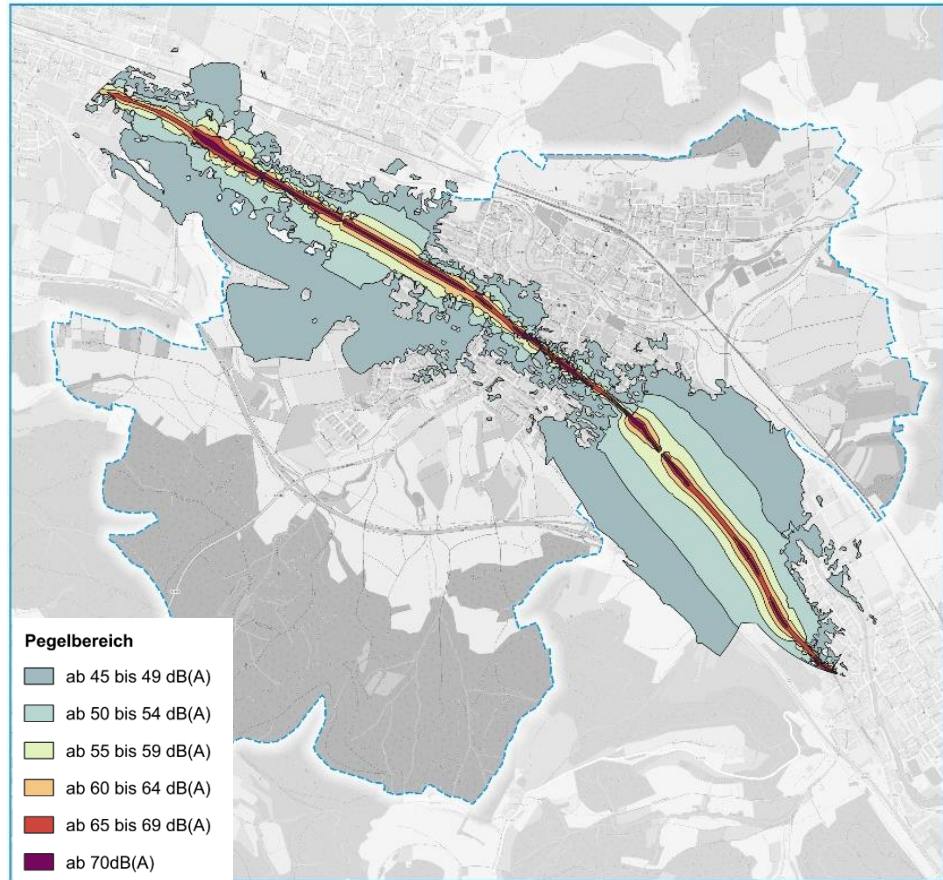 Pegelbereich
ab 45 bis 49 dB(A)
ab 50 bis 54 dB(A)
ab 55 bis 59 dB(A)
ab 60 bis 64 dB(A)
ab 65 bis 69 dB(A)
ab 70dB(A)